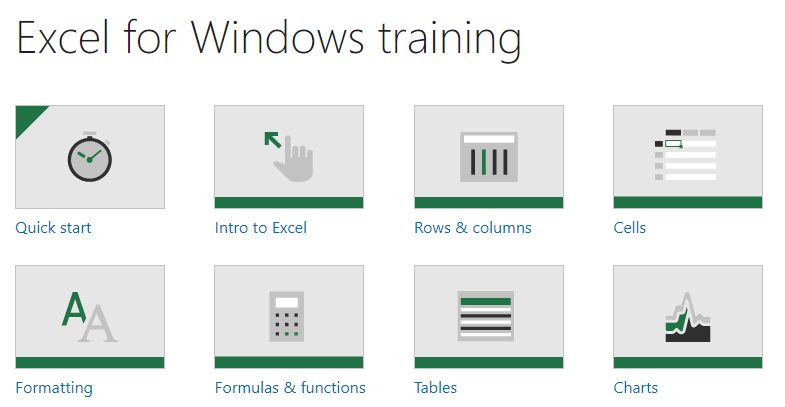 Excel for Windows training
Quick start
Intro to Excel
Rows & columns
Cells
Formatting
Formulas & functions
Tables
Charts